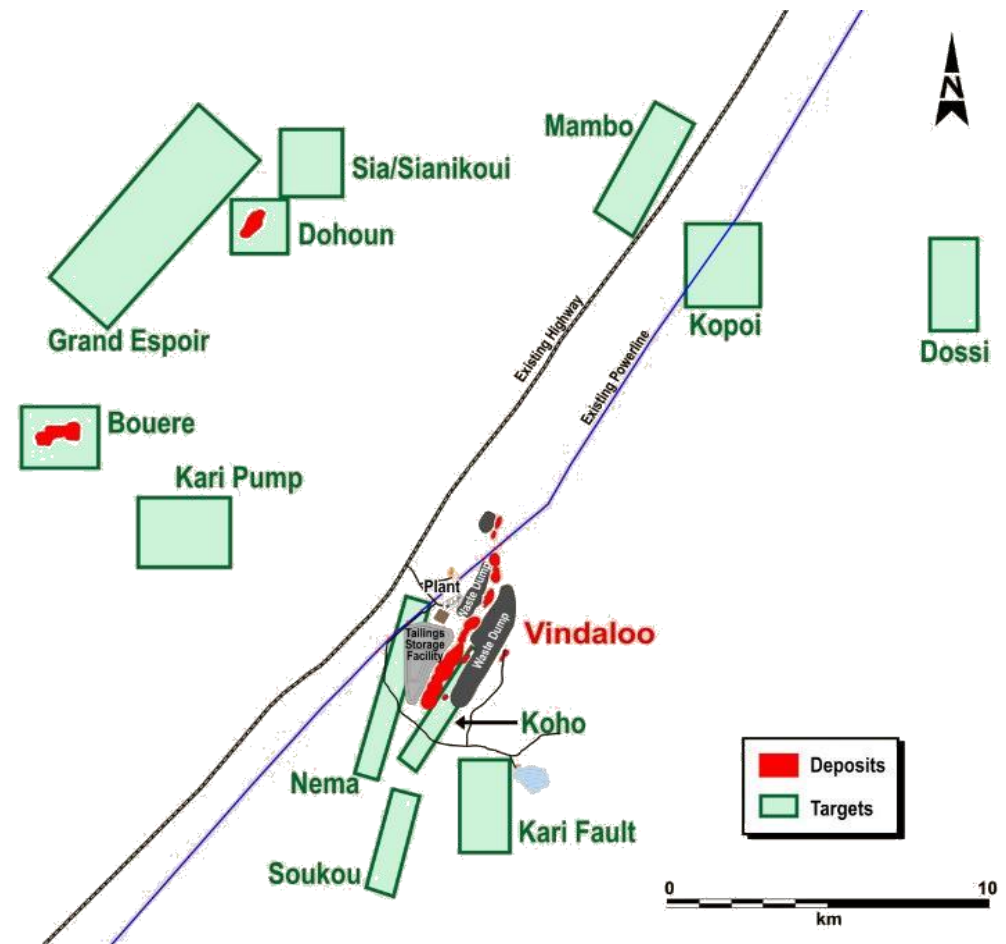 N
Mambo
Sia/Sianikoui
Dohoun
Grand Espoir
Kopoi
Dossi
Existing Highway
Existing Powerline
Bouere
Kari Pump
Plant
Waste Dump
Tailings
Storage
Facility
Waste Dump
Vindaloo
Koho
Nema
Kari Fault
Soukou
Deposits
Targets
0 10
km